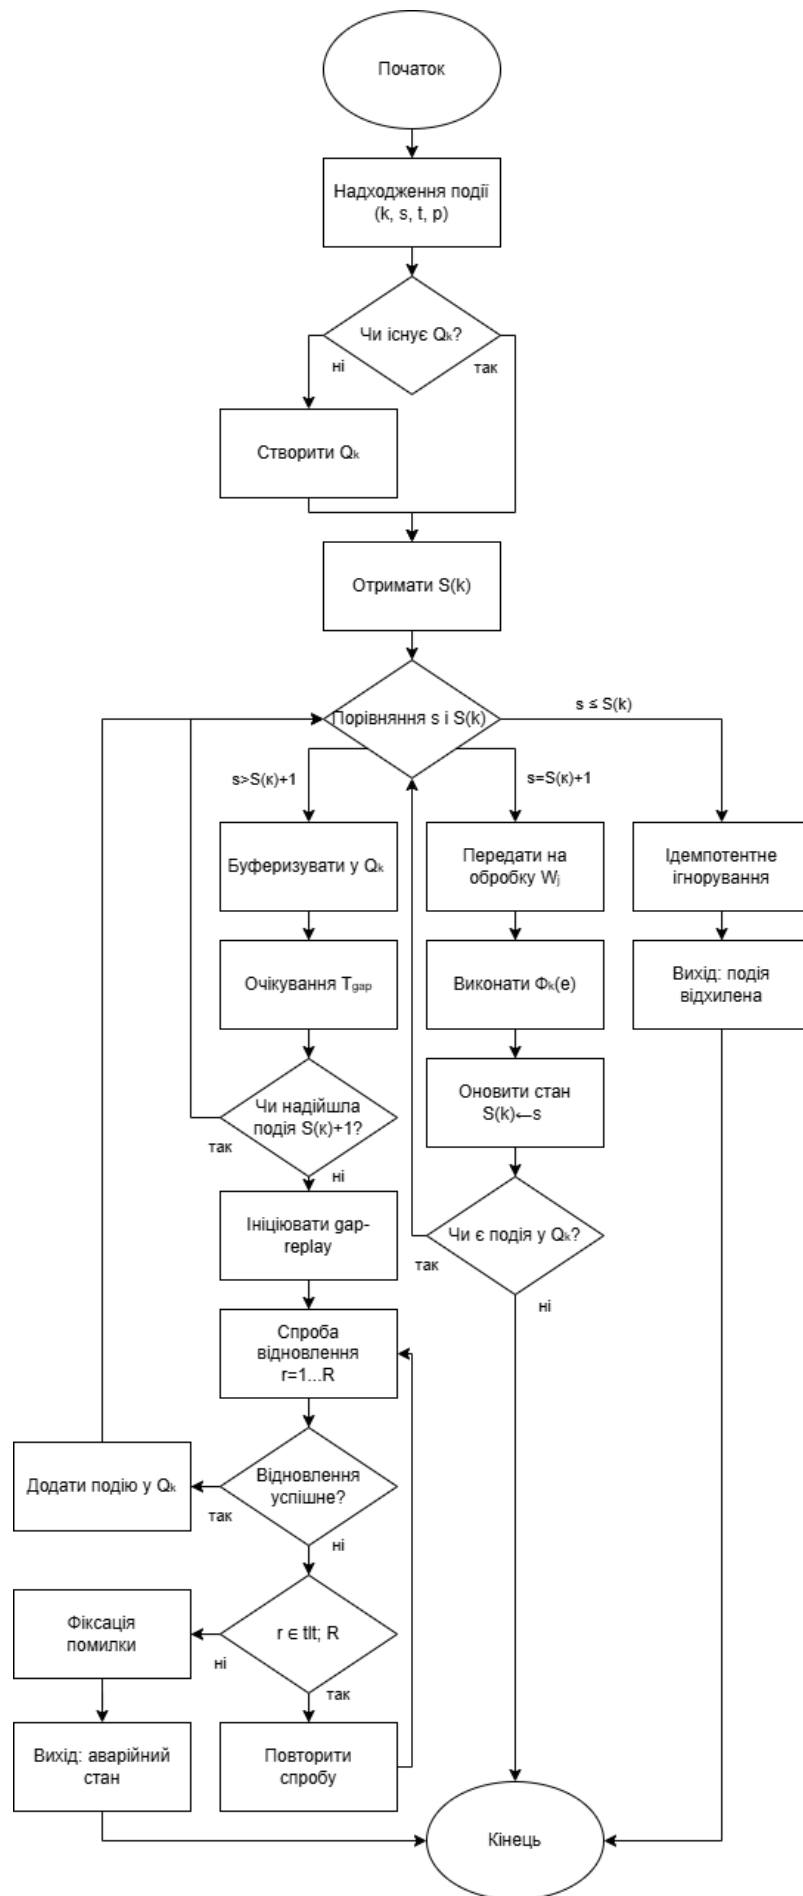 Початок
Надходження події
(k, s, t, p)
Чи існує Qₖ?
ні
так
Створити Qₖ
Отримати S(k)
Порівняння s і S(k)
s ≤ S(k)
s>S(к)+1
s=S(к)+1
Буферизувати у Qₖ
Передати на
обробку Wⱼ
Ідемпотентне
ігнорування
Очікування Tgap
Виконати Фₖ(e)
Вихід: подія
відхилена
Чи надійшла
подія S(к)+1?
так
ні
Оновити стан
S(k)←s
Ініціювати gap-
replay
Чи є подія у Qₖ?
так
ні
Спроба
відновлення
r=1...R
Додати подію у Qₖ
Відновлення
успішне?
так
ні
Фіксація
помилки
r ∈ tlt; R
ні
так
Вихід: аварійний
стан
Повторити
спробу
Кінець